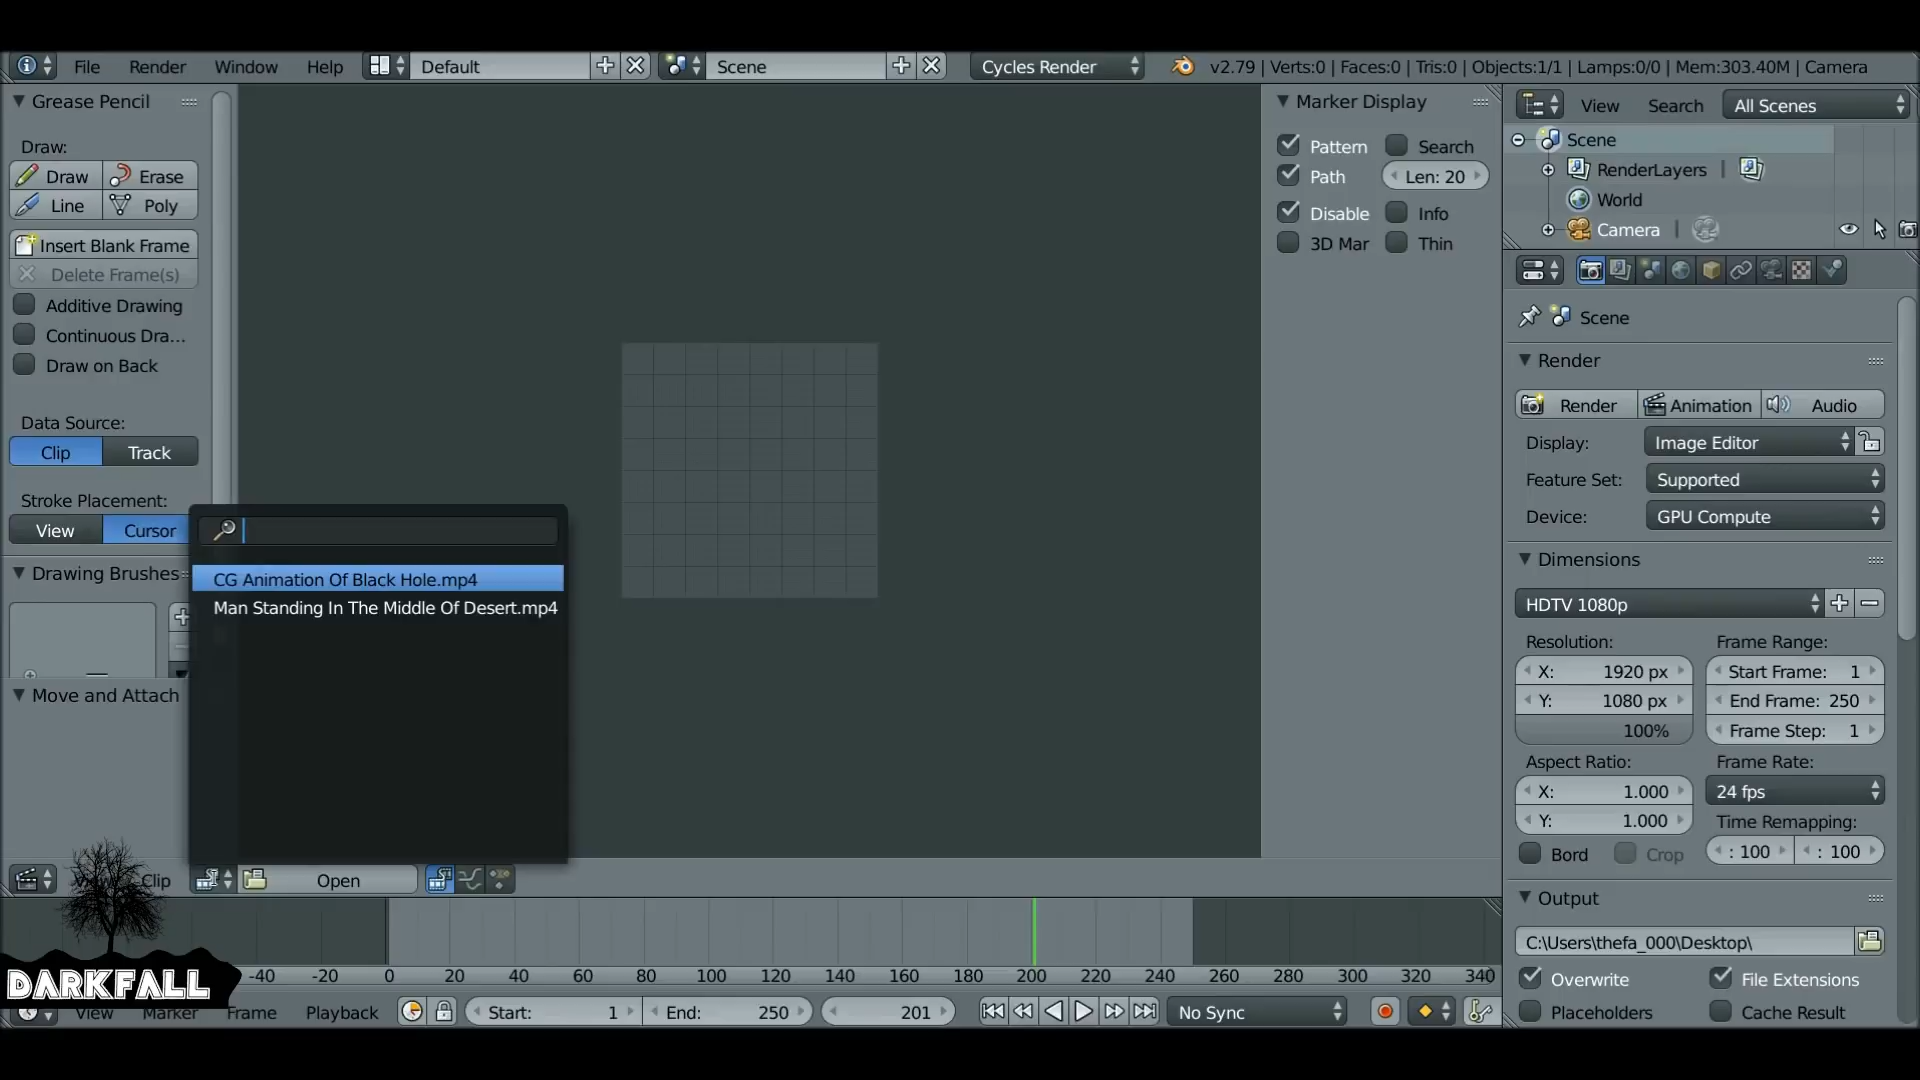 File Render Window Help Default Scene Cycles Render v2.79 | Verts:0 | Faces:0 | Tris:0 | Objects:1/1 | Lamps:0/0 | Mem:303.40M | Camera
Grease Pencil
Draw:
Draw Erase
Line Poly
Insert Blank Frame
Delete Frame(s)
Additive Drawing
Continuous Dra...
Draw on Back
Data Source:
Clip Track
Stroke Placement:
View Cursor
Drawing Brushes
Move and Attach
CG Animation Of Black Hole.mp4
Man Standing In The Middle Of Desert.mp4
Clip Open
Marker Display
Pattern Search
Path Len: 20
Disable Info
3D Mar Thin
View Search All Scenes
Scene
RenderLayers |
World
Camera |
Scene
Render
Render Animation Audio
Display: Image Editor
Feature Set: Supported
Device: GPU Compute
Dimensions
HDTV 1080p
Resolution: Frame Range:
X: 1920 px Start Frame: 1
Y: 1080 px End Frame: 250
100% Frame Step: 1
Aspect Ratio: Frame Rate:
X: 1.000 24 fps
Y: 1.000 Time Remapping:
Bord Crop : 100 : 100
Output
C:\Users\thefa_000\Desktop\
Overwrite File Extensions
Placeholders Cache Result
-40 -20 0 20 40 60 80 100 120 140 160 180 200 220 240 260 280 300 320 340
DARKFALL
View Marker Frame Playback Start: 1 End: 250 201 No Sync